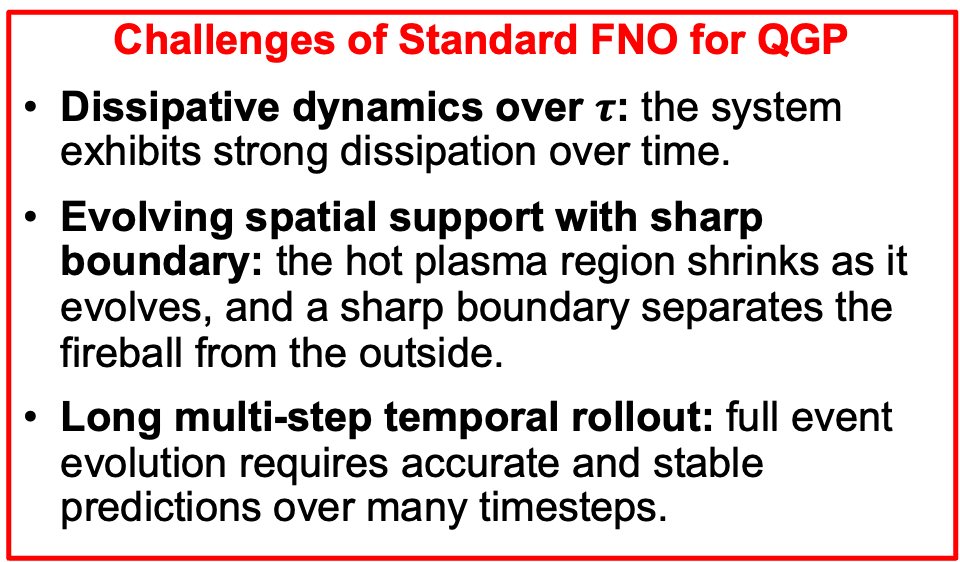 Challenges of Standard FNO for QGP
• Dissipative dynamics over τ: the system
exhibits strong dissipation over time.
• Evolving spatial support with sharp
boundary: the hot plasma region shrinks as it
evolves, and a sharp boundary separates the
fireball from the outside.
• Long multi-step temporal rollout: full event
evolution requires accurate and stable
predictions over many timesteps.